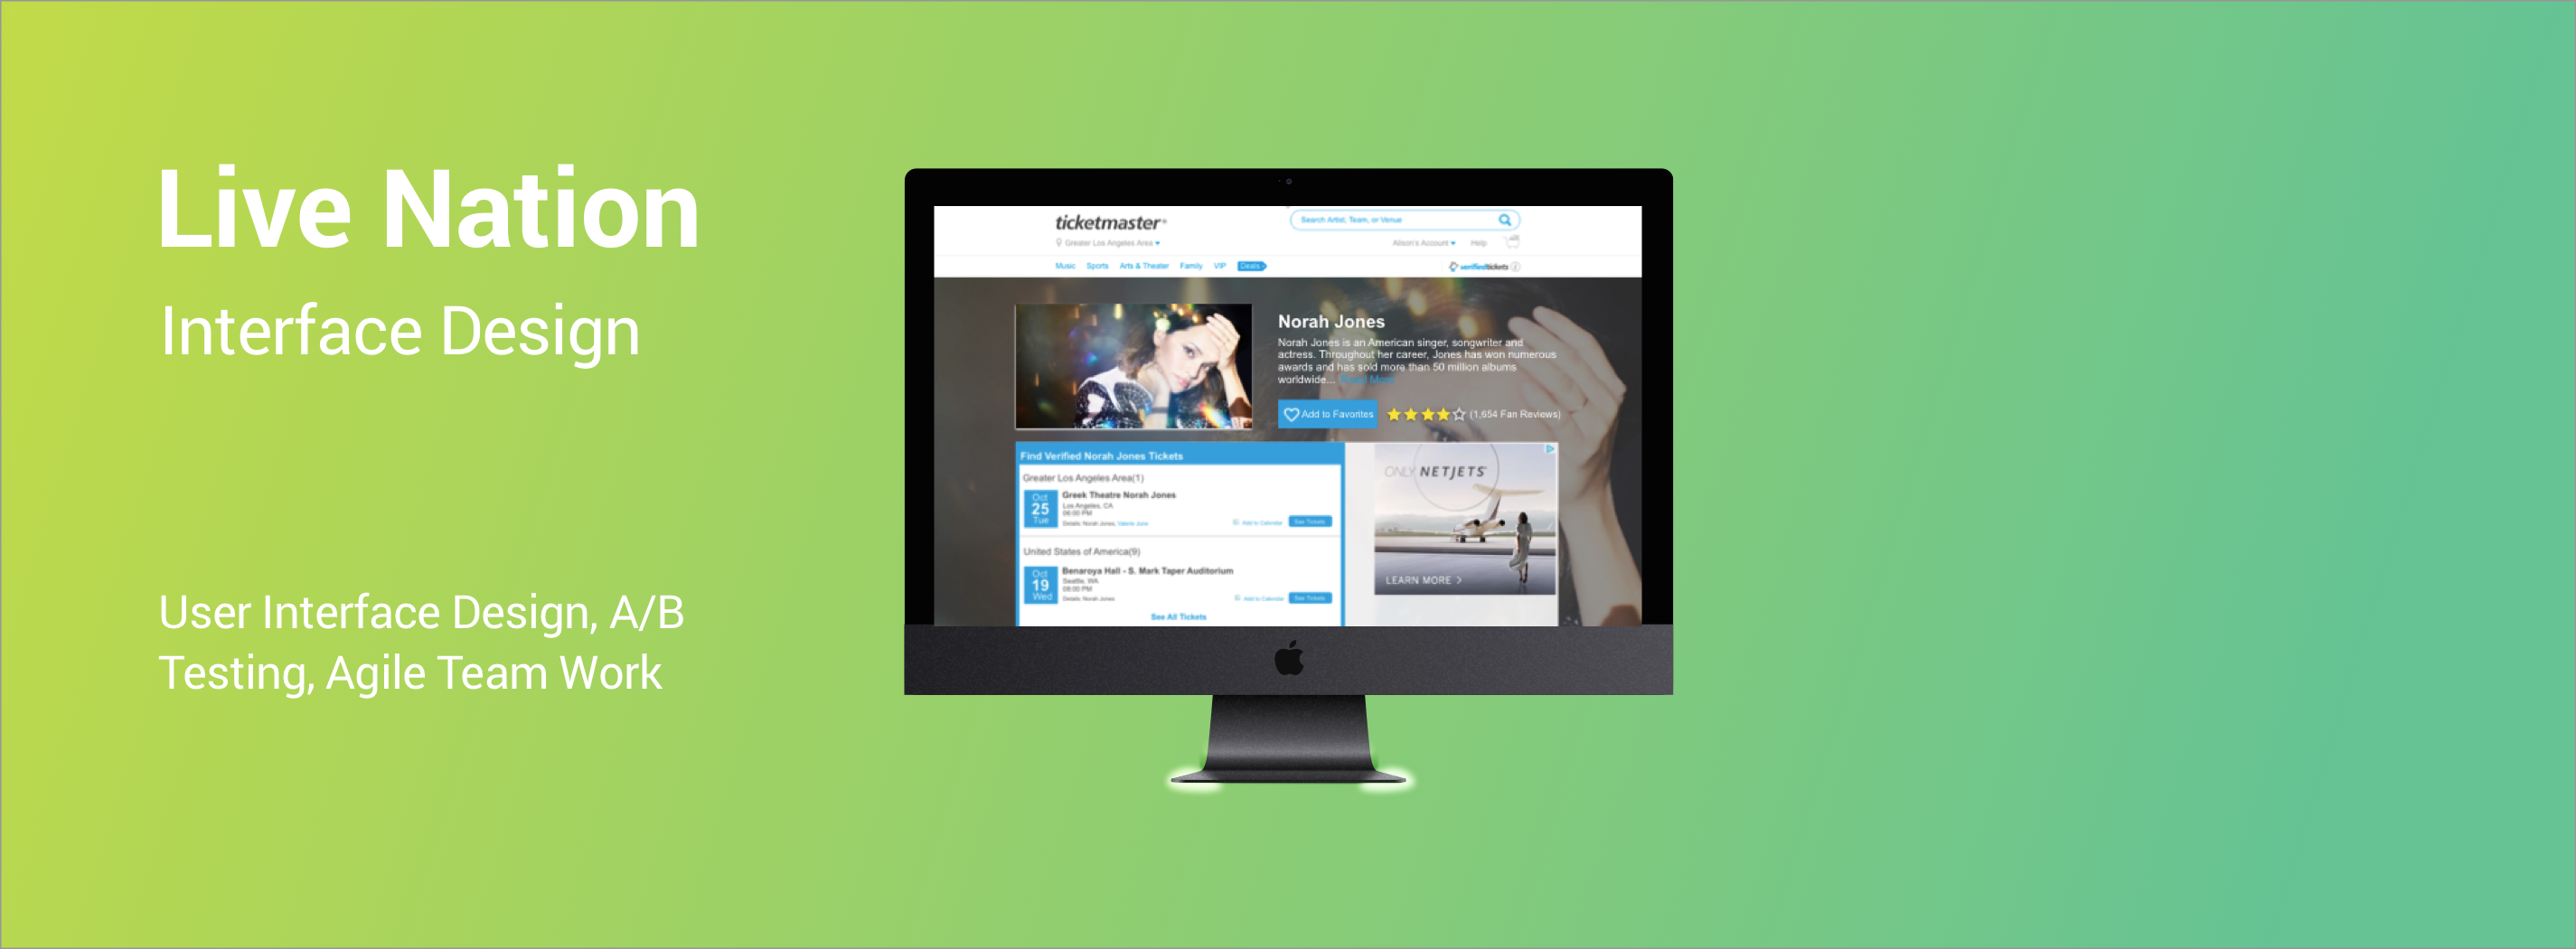 Live Nation
Interface Design
User Interface Design, A/B
Testing, Agile Team Work
ticketmaster®
Search Artist, Team, or Venue
Greater Los Angeles Area
Alison's Account
Help
Music Sports Arts & Theater Family VIP Deals
verifiedtickets
Norah Jones
Norah Jones is an American singer, songwriter and
actress. Throughout her career, Jones has won numerous
awards and has sold more than 50 million albums
worldwide... Read More
Add to Favorites
(1,654 Fan Reviews)
Find Verified Norah Jones Tickets
Greater Los Angeles Area(1)
Oct
25
Tue
Greek Theatre Norah Jones
Los Angeles, CA
06:00 PM
Details: Norah Jones, Valerie June
Add to Calendar
See Tickets
United States of America(9)
Oct
19
Wed
Benaroya Hall - S. Mark Taper Auditorium
Seattle, WA
08:00 PM
Details: Norah Jones
Add to Calendar
See Tickets
See All Tickets
ONLY NETJETS
LEARN MORE >